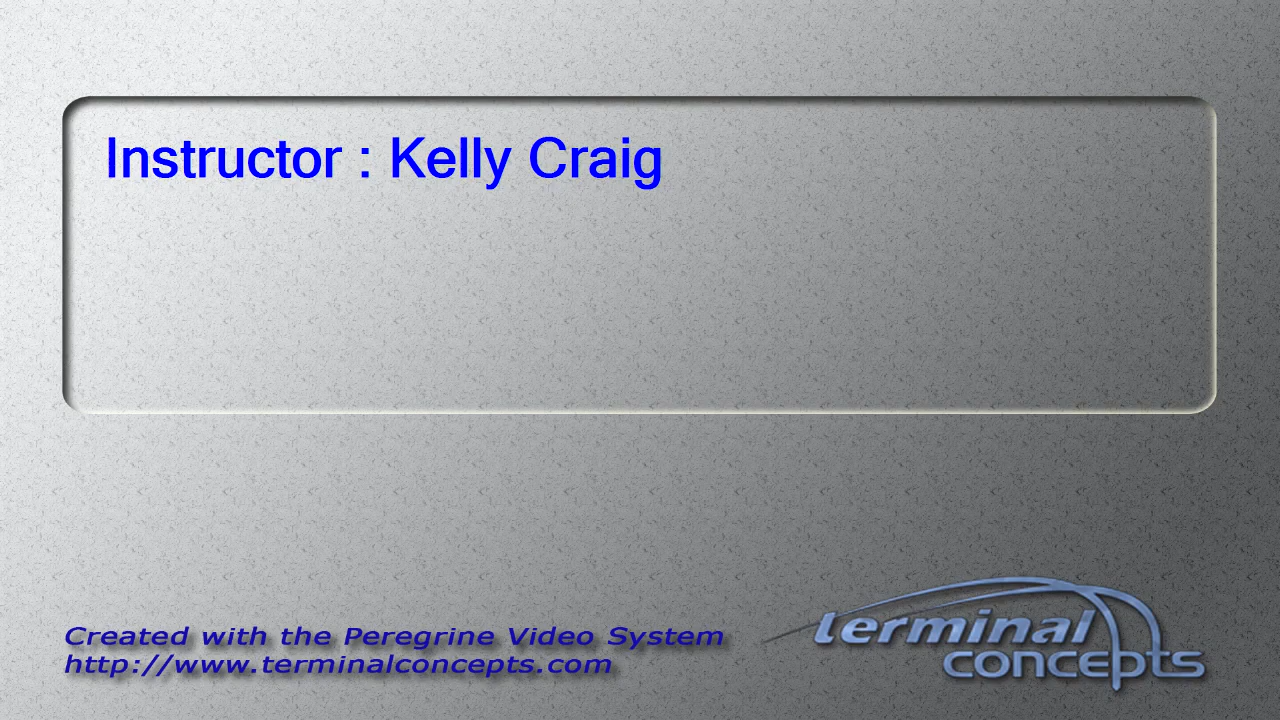 Instructor : Kelly Craig
Created with the Peregrine Video System
http://www.terminalconcepts.com
terminal
concepts